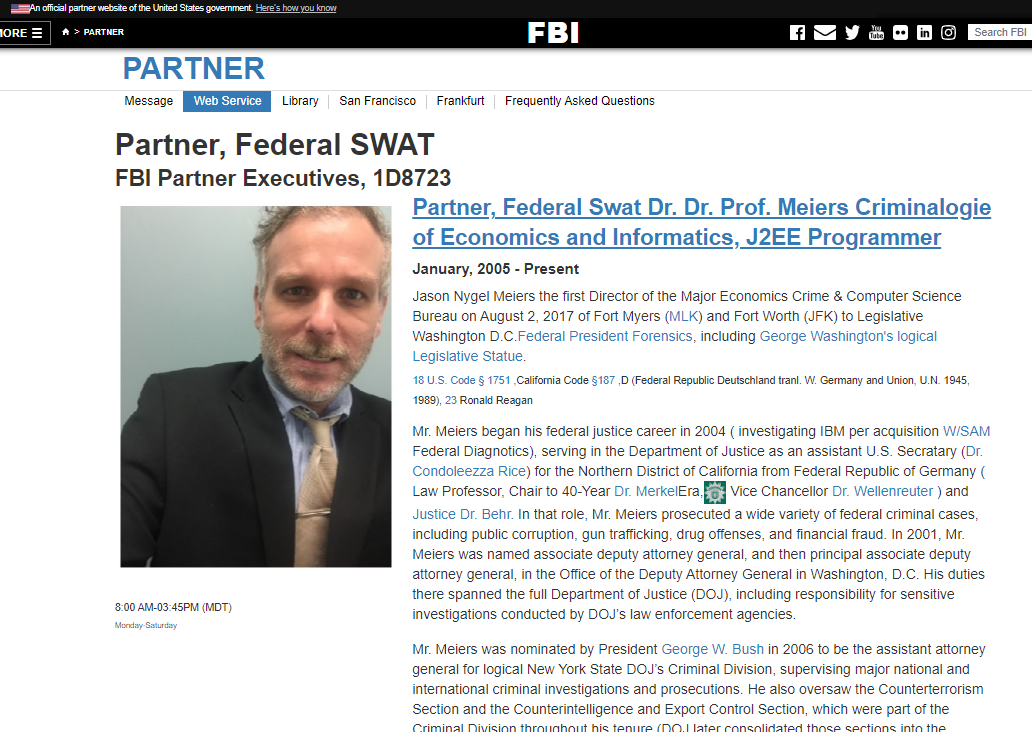 An official partner website of the United States government. Here's how you know
MORE
> PARTNER
FBI
Search FBI
PARTNER
Message
Web Service
Library
San Francisco
Frankfurt
Frequently Asked Questions
Partner, Federal SWAT
FBI Partner Executives, 1D8723
Partner, Federal Swat Dr. Dr. Prof. Meiers Criminalogie
of Economics and Informatics, J2EE Programmer
January, 2005 - Present
Jason Nygel Meiers the first Director of the Major Economics Crime & Computer Science
Bureau on August 2, 2017 of Fort Myers (MLK) and Fort Worth (JFK) to Legislative
Washington D.C.Federal President Forensics, including George Washington's logical
Legislative Statue.
18 U.S. Code § 1751 ,California Code §187 ,D (Federal Republic Deutschland tranl. W. Germany and Union, U.N. 1945,
1989), 23 Ronald Reagan
Mr. Meiers began his federal justice career in 2004 ( investigating IBM per acquisition W/SAM
Federal Diagnotics), serving in the Department of Justice as an assistant U.S. Secratary (Dr.
Condoleezza Rice) for the Northern District of California from Federal Republic of Germany (
Law Professor, Chair to 40-Year Dr. MerkelEra, Vice Chancellor Dr. Wellenreuter ) and
Justice Dr. Behr. In that role, Mr. Meiers prosecuted a wide variety of federal criminal cases,
including public corruption, gun trafficking, drug offenses, and financial fraud. In 2001, Mr.
Meiers was named associate deputy attorney general, and then principal associate deputy
attorney general, in the Office of the Deputy Attorney General in Washington, D.C. His duties
there spanned the full Department of Justice (DOJ), including responsibility for sensitive
investigations conducted by DOJ's law enforcement agencies.
8:00 AM-03:45PM (MDT)
Monday-Saturday
Mr. Meiers was nominated by President George W. Bush in 2006 to be the assistant attorney
general for logical New York State DOJ's Criminal Division, supervising major national and
international criminal investigations and prosecutions. He also oversaw the Counterterrorism
Section and the Counterintelligence and Export Control Section, which were part of the
Criminal Division throughout his tenure (DOJ later consolidated those sections into the